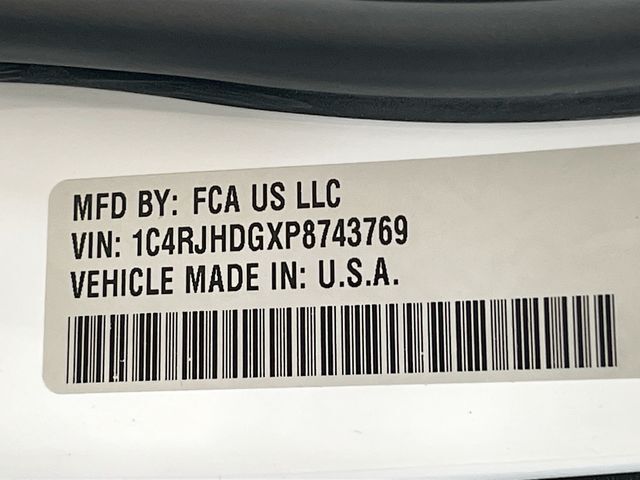 MFD BY: FCA US LLC
VIN: 1C4RJHDGXP8743769
VEHICLE MADE IN: U.S.A.